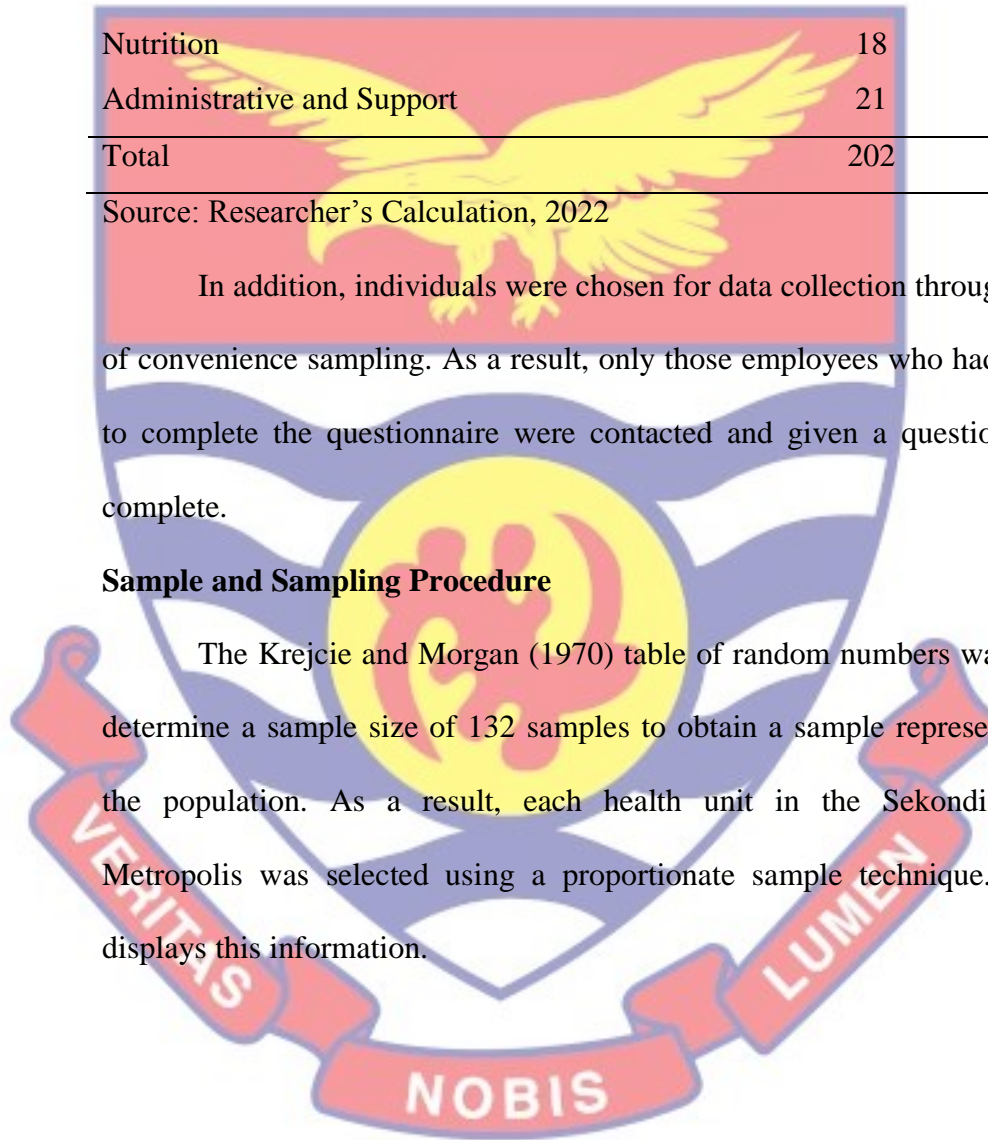 Nutrition 18
Administrative and Support 21
Total 202
Source: Researcher's Calculation, 2022
In addition, individuals were chosen for data collection throug
of convenience sampling. As a result, only those employees who had
to complete the questionnaire were contacted and given a questio
complete.
Sample and Sampling Procedure
The Krejcie and Morgan (1970) table of random numbers wa
determine a sample size of 132 samples to obtain a sample represe
the population. As a result, each health unit in the Sekondi
Metropolis was selected using a proportionate sample technique.
displays this information.
VERITAS
NOBIS
LUMEN